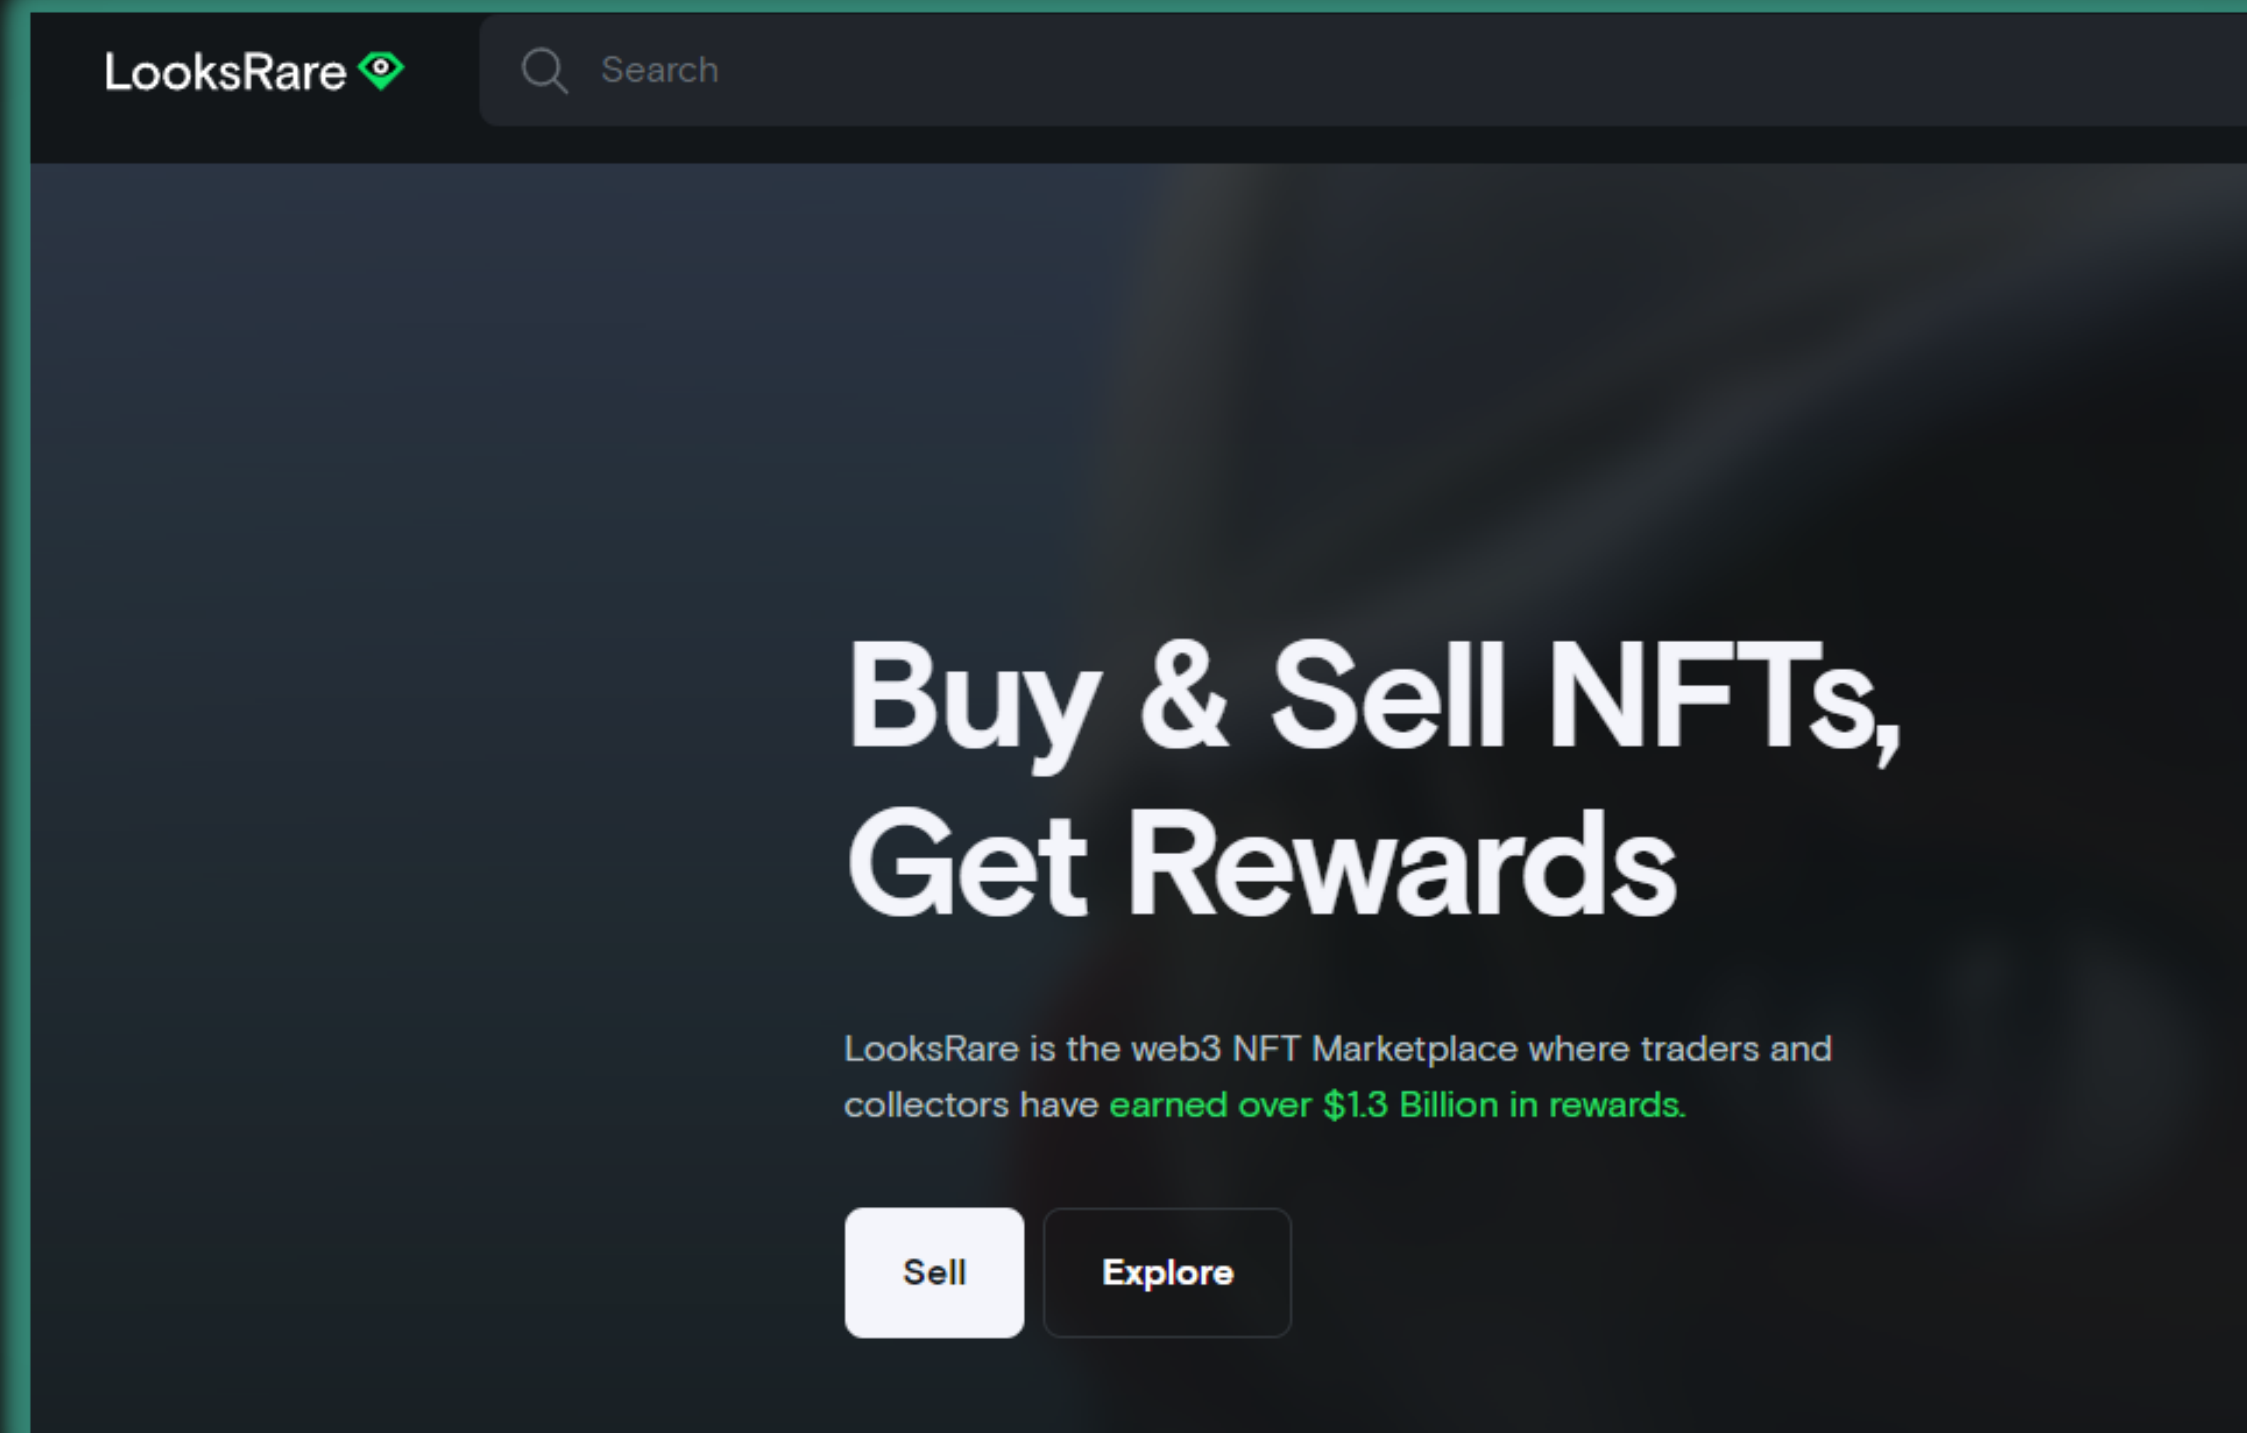 LooksRare
Search
Buy & Sell NFTs,
Get Rewards
LooksRare is the web3 NFT Marketplace where traders and
collectors have earned over $1.3 Billion in rewards.
Sell
Explore